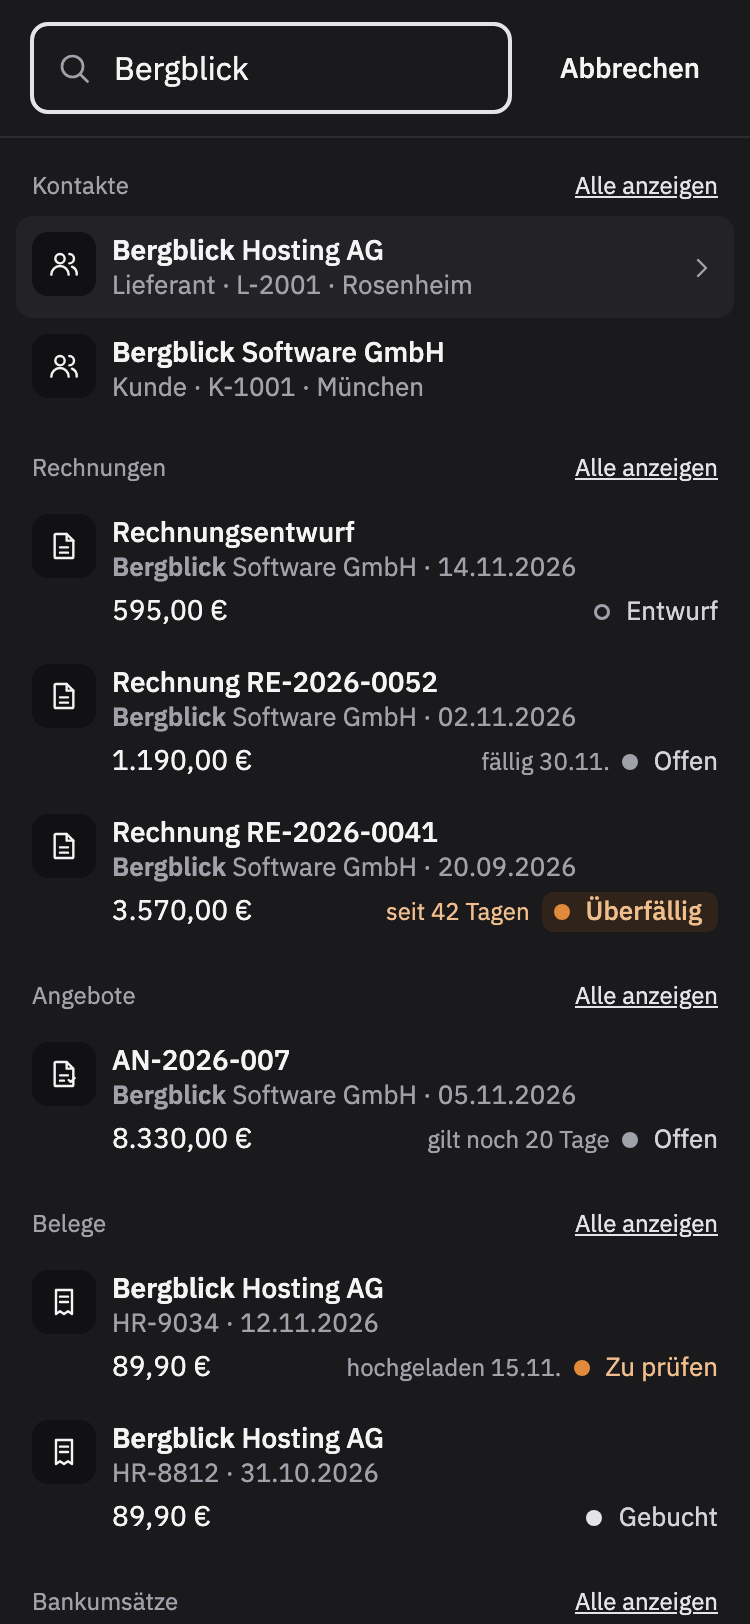 Bergblick
Abbrechen
Kontakte
Alle anzeigen
Bergblick Hosting AG
Lieferant · L-2001 · Rosenheim
Bergblick Software GmbH
Kunde · K-1001 · München
Rechnungen
Alle anzeigen
Rechnungsentwurf
Bergblick Software GmbH · 14.11.2026
595,00 €
Entwurf
Rechnung RE-2026-0052
Bergblick Software GmbH · 02.11.2026
1.190,00 €
fällig 30.11.
Offen
Rechnung RE-2026-0041
Bergblick Software GmbH · 20.09.2026
3.570,00 €
seit 42 Tagen
Überfällig
Angebote
Alle anzeigen
AN-2026-007
Bergblick Software GmbH · 05.11.2026
8.330,00 €
gilt noch 20 Tage
Offen
Belege
Alle anzeigen
Bergblick Hosting AG
HR-9034 · 12.11.2026
89,90 €
hochgeladen 15.11.
Zu prüfen
Bergblick Hosting AG
HR-8812 · 31.10.2026
89,90 €
Gebucht
Bankumsätze
Alle anzeigen